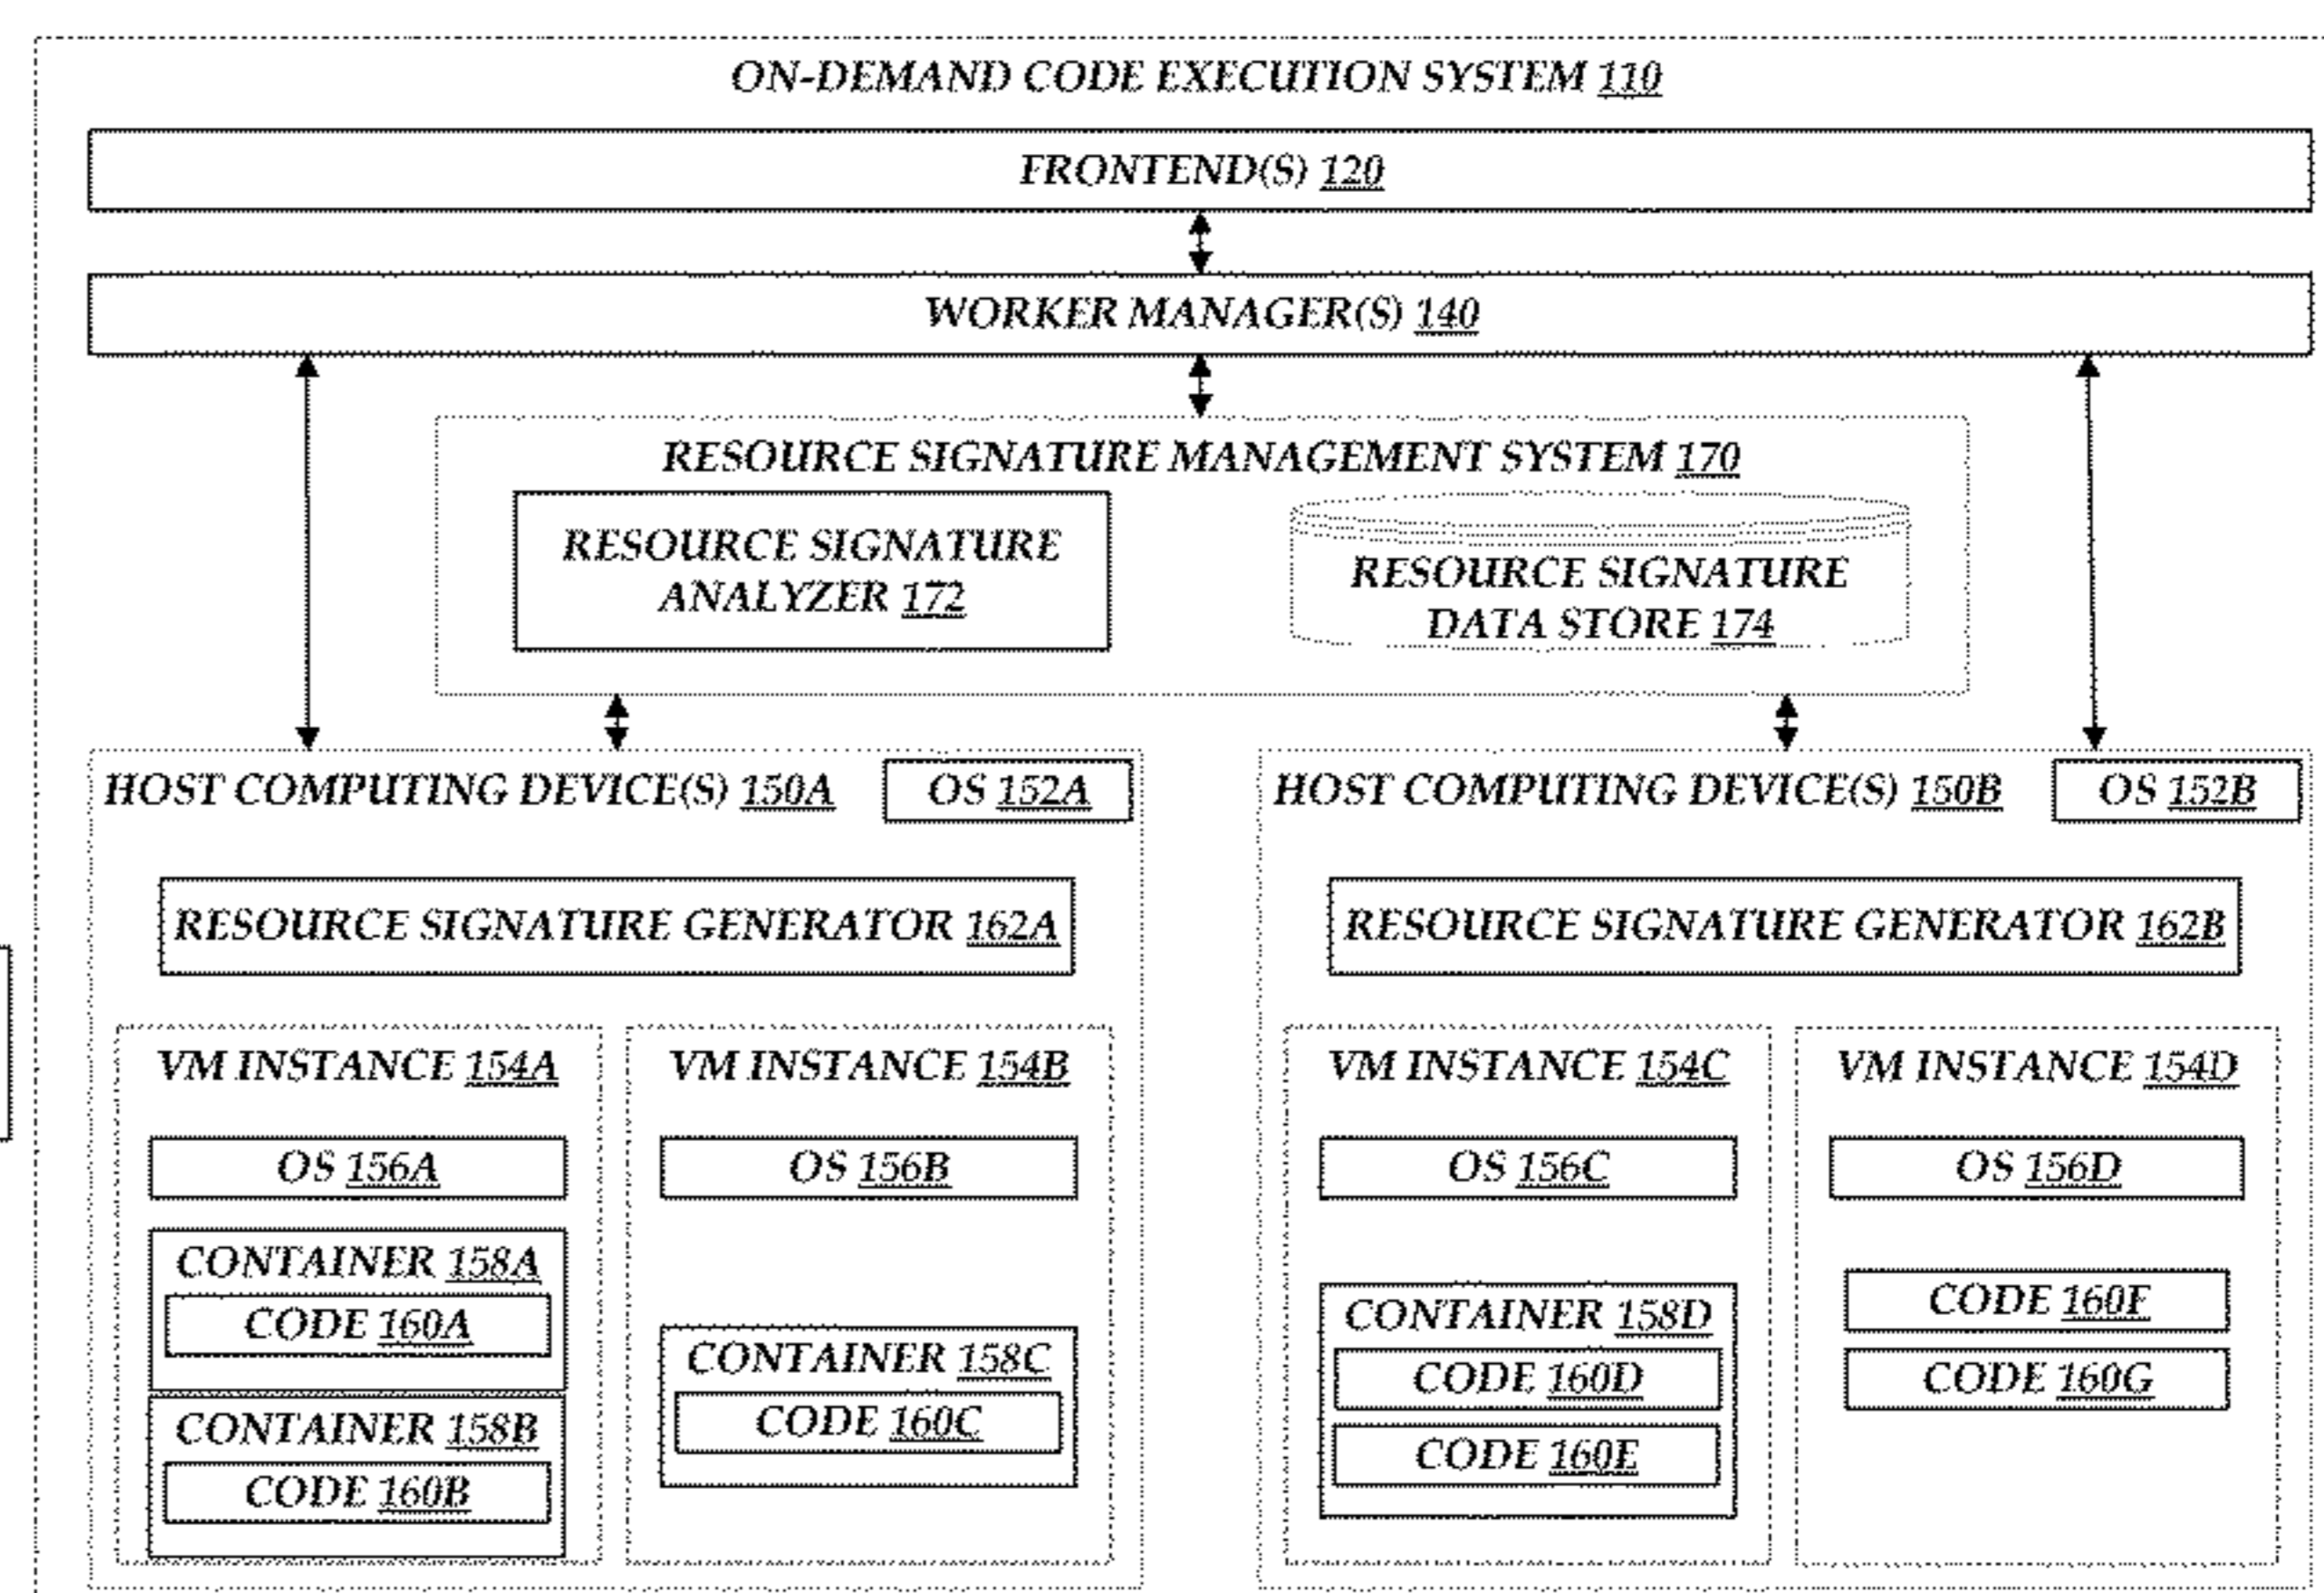 ON-DEMAND CODE EXECUTION SYSTEM 110
FRONTEND(S) 120
WORKER MANAGER(S) 140
RESOURCE SIGNATURE MANAGEMENT SYSTEM 170
RESOURCE SIGNATURE
ANALYZER 172
RESOURCE SIGNATURE
DATA STORE 174
HOST COMPUTING DEVICE(S) 150A
OS 152A
RESOURCE SIGNATURE GENERATOR 162A
VM INSTANCE 154A
OS 156A
CONTAINER 158A
CODE 160A
CONTAINER 158B
CODE 160B
VM INSTANCE 154B
OS 156B
CONTAINER 158C
CODE 160C
HOST COMPUTING DEVICE(S) 150B
OS 152B
RESOURCE SIGNATURE GENERATOR 162B
VM INSTANCE 154C
OS 156C
CONTAINER 158D
CODE 160D
CODE 160E
VM INSTANCE 154D
OS 156D
CODE 160F
CODE 160G